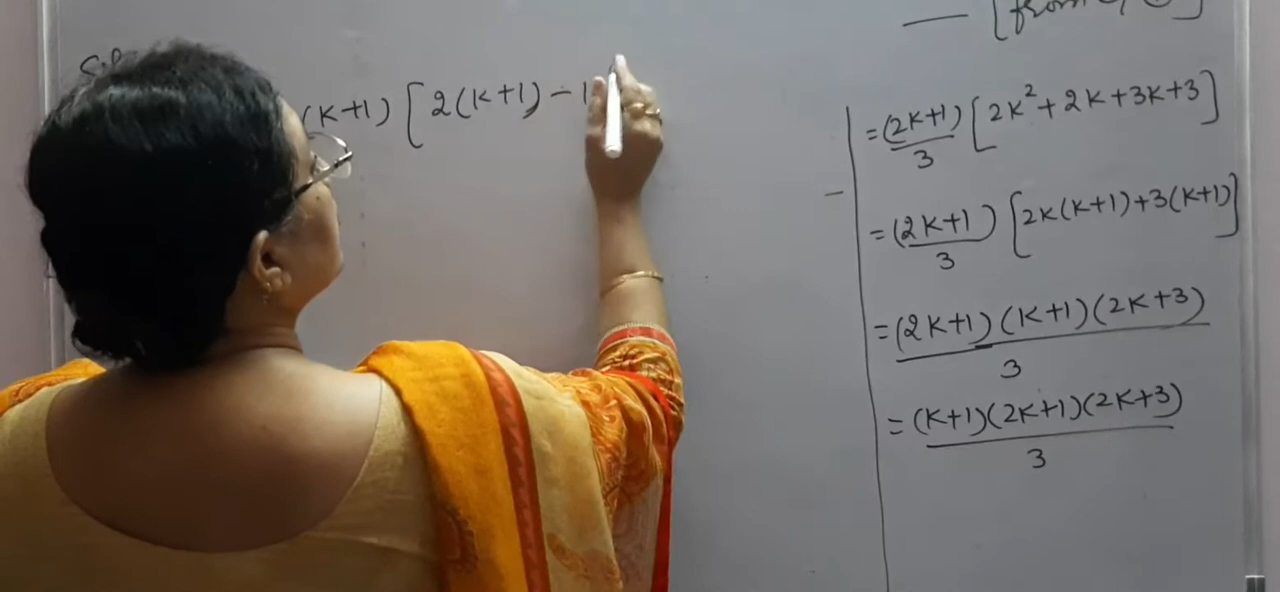 (k+1) [2(k+1)-1
— [from
= (2k+1)/3 [2k²+2k+3k+3]
= (2k+1)/3 [2k(k+1)+3(k+1)]
= (2k+1)(k+1)(2k+3)/3
= (k+1)(2k+1)(2k+3)/3